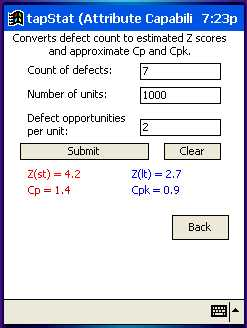 tapStat (Attribute Capabili 7:23p
Converts defect count to estimated Z scores
and approximate Cp and Cpk.
Count of defects: 7
Number of units: 1000
Defect opportunities
per unit: 2
Submit Clear
Z(st) = 4.2 Z(lt) = 2.7
Cp = 1.4 Cpk = 0.9
Back